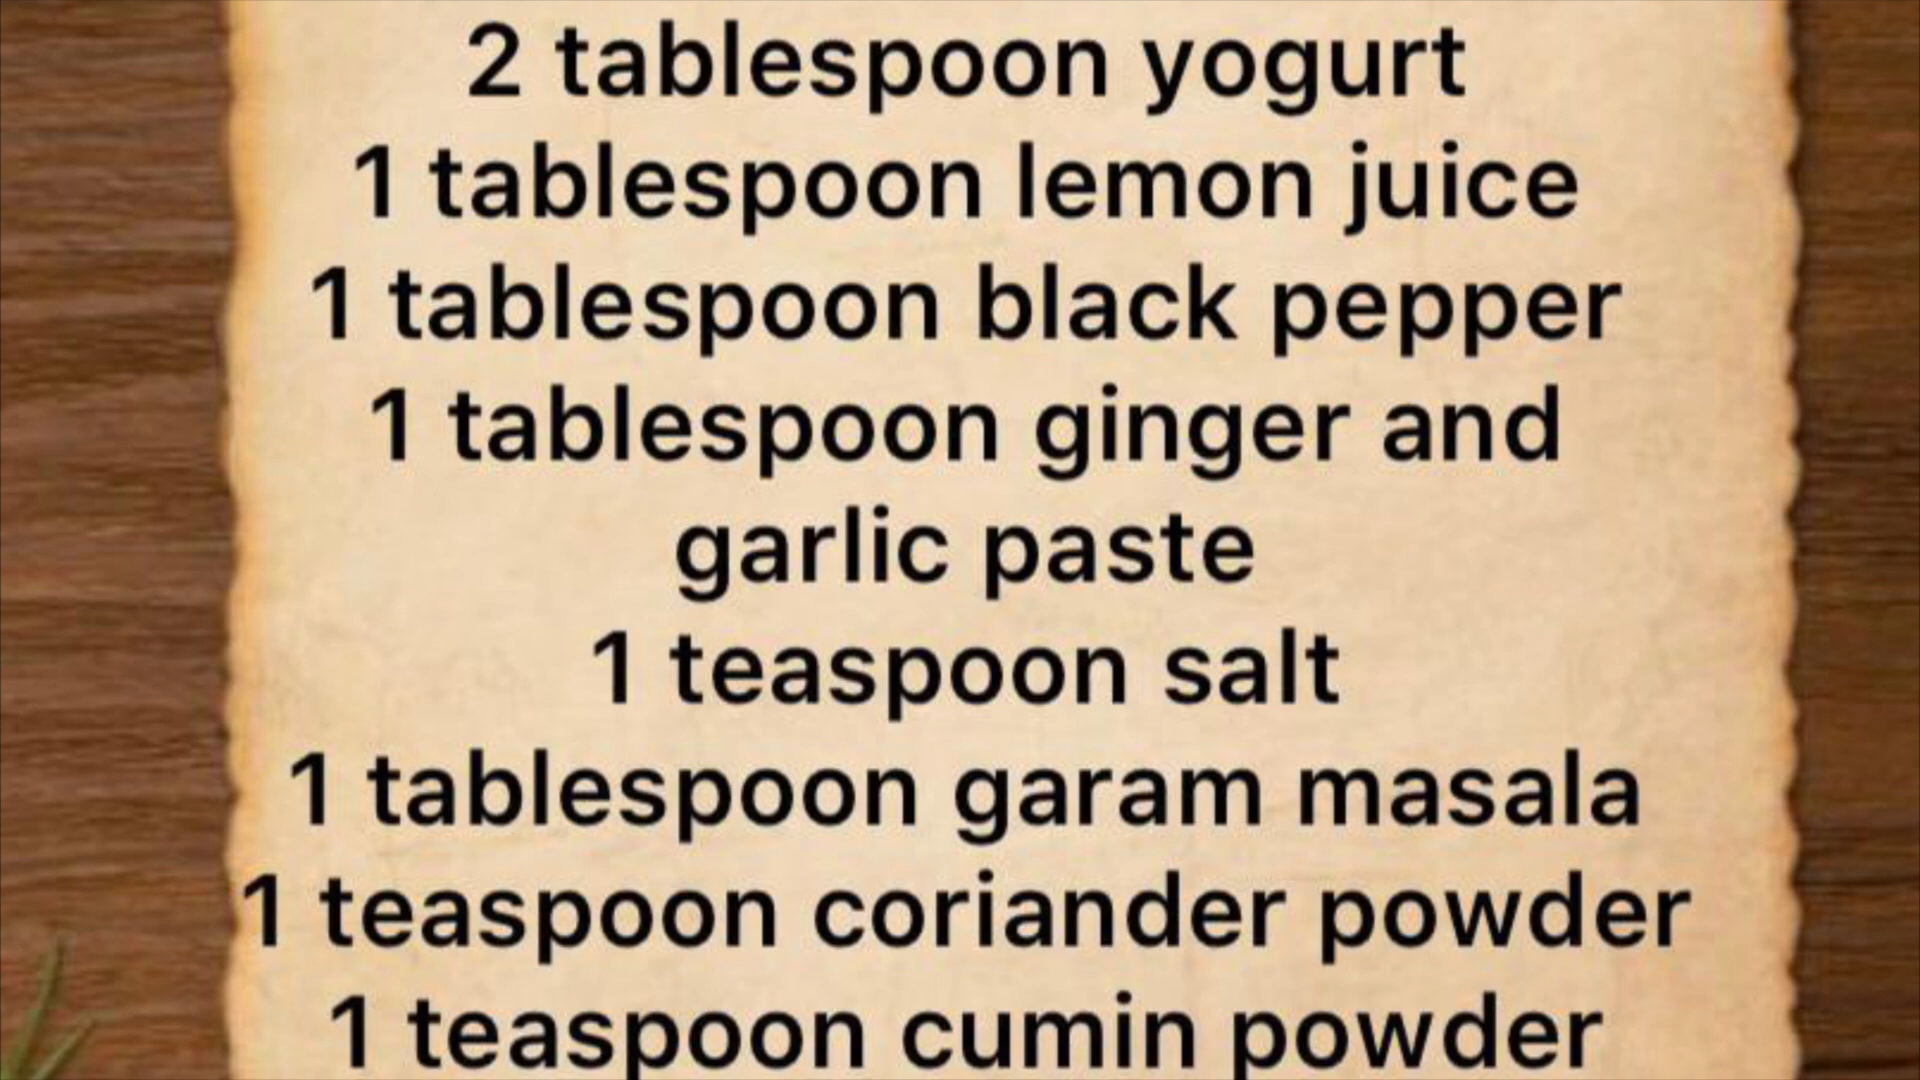 2 tablespoon yogurt
1 tablespoon lemon juice
1 tablespoon black pepper
1 tablespoon ginger and
garlic paste
1 teaspoon salt
1 tablespoon garam masala
1 teaspoon coriander powder
1 teaspoon cumin powder